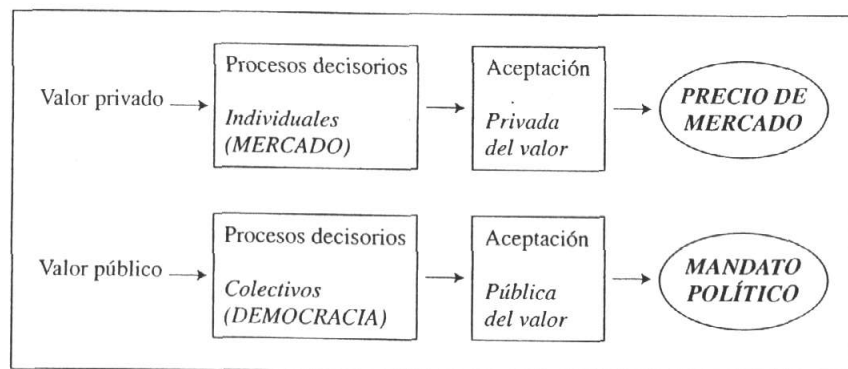 Valor privado
Procesos decisorios
Individuales
(MERCADO)
Aceptación
Privada
del valor
PRECIO DE
MERCADO
Valor público
Procesos decisorios
Colectivos
(DEMOCRACIA)
Aceptación
Pública
del valor
MANDATO
POLÍTICO